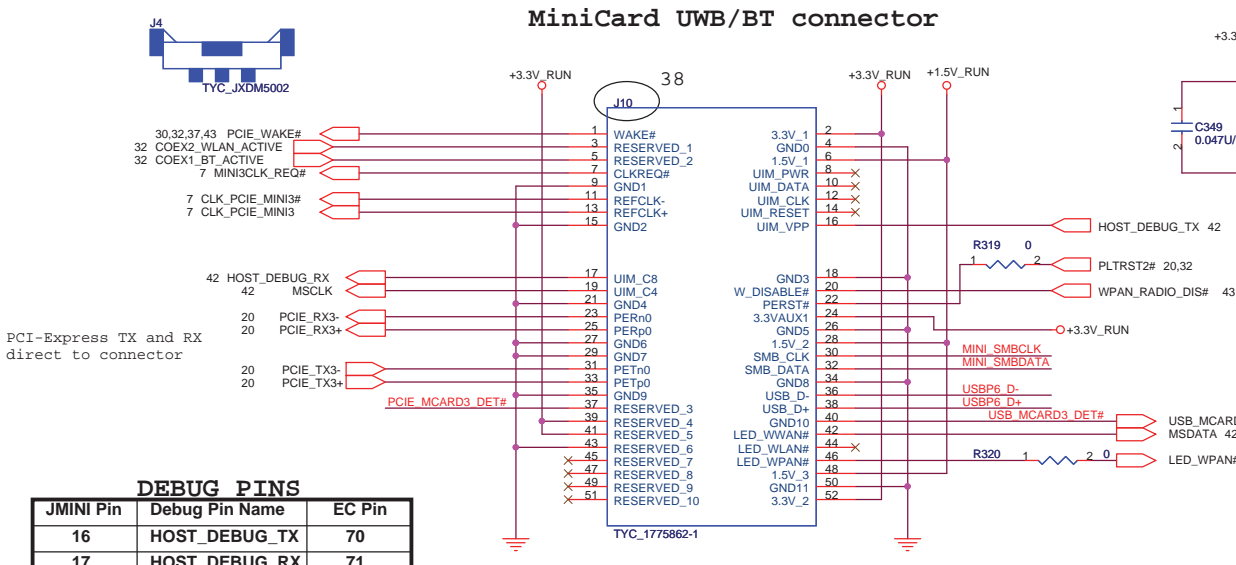 MiniCard UWB/BT connector
J4
TYC_JXDM5002
+3.3V_RUN
38
+3.3V_RUN
+1.5V_RUN
+3.3
J10
C349
0.047U/
1
2
30,32,37,43 PCIE_WAKE# 1 WAKE#
32 COEX2_WLAN_ACTIVE 3 RESERVED_1
32 COEX1_BT_ACTIVE 5 RESERVED_2
7 MINI3CLK_REQ# 7 CLKREQ#
9 GND1
7 CLK_PCIE_MINI3# 11 REFCLK-
7 CLK_PCIE_MINI3 13 REFCLK+
15 GND2
42 HOST_DEBUG_RX 17 UIM_C8
42 MSCLK 19 UIM_C4
21 GND4
20 PCIE_RX3- 23 PERn0
20 PCIE_RX3+ 25 PERp0
27 GND6
29 GND7
20 PCIE_TX3- 31 PETn0
20 PCIE_TX3+ 33 PETp0
35 GND9
PCIE_MCARD3_DET# 37 RESERVED_3
39 RESERVED_4
41 RESERVED_5
43 RESERVED_6
45 RESERVED_7
47 RESERVED_8
49 RESERVED_9
51 RESERVED_10
3.3V_1 2
GND0 4
1.5V_1 6
UIM_PWR 8
UIM_DATA 10
UIM_CLK 12
UIM_RESET 14
UIM_VPP 16 HOST_DEBUG_TX 42
R319 0
GND3 18
1 2 PLTRST2# 20,32
W_DISABLE# 20 WPAN_RADIO_DIS# 43
PERST# 22
3.3VAUX1 24 +3.3V_RUN
GND5 26
1.5V_2 28
SMB_CLK 30 MINI_SMBCLK
SMB_DATA 32 MINI_SMBDATA
GND8 34
USB_D- 36 USBP6_D-
USB_D+ 38 USBP6_D+
GND10 40 USB_MCARD3_DET# USB_MCARD
LED_WWAN# 42 MSDATA 42
LED_WLAN# 44
LED_WPAN# 46 R320 1 2 0 LED_WPAN#
1.5V_3 48
GND11 50
3.3V_2 52
TYC_1775862-1
PCI-Express TX and RX
direct to connector
DEBUG PINS
JMINI Pin Debug Pin Name EC Pin
16 HOST_DEBUG_TX 70
17 HOST_DEBUG_RX 71